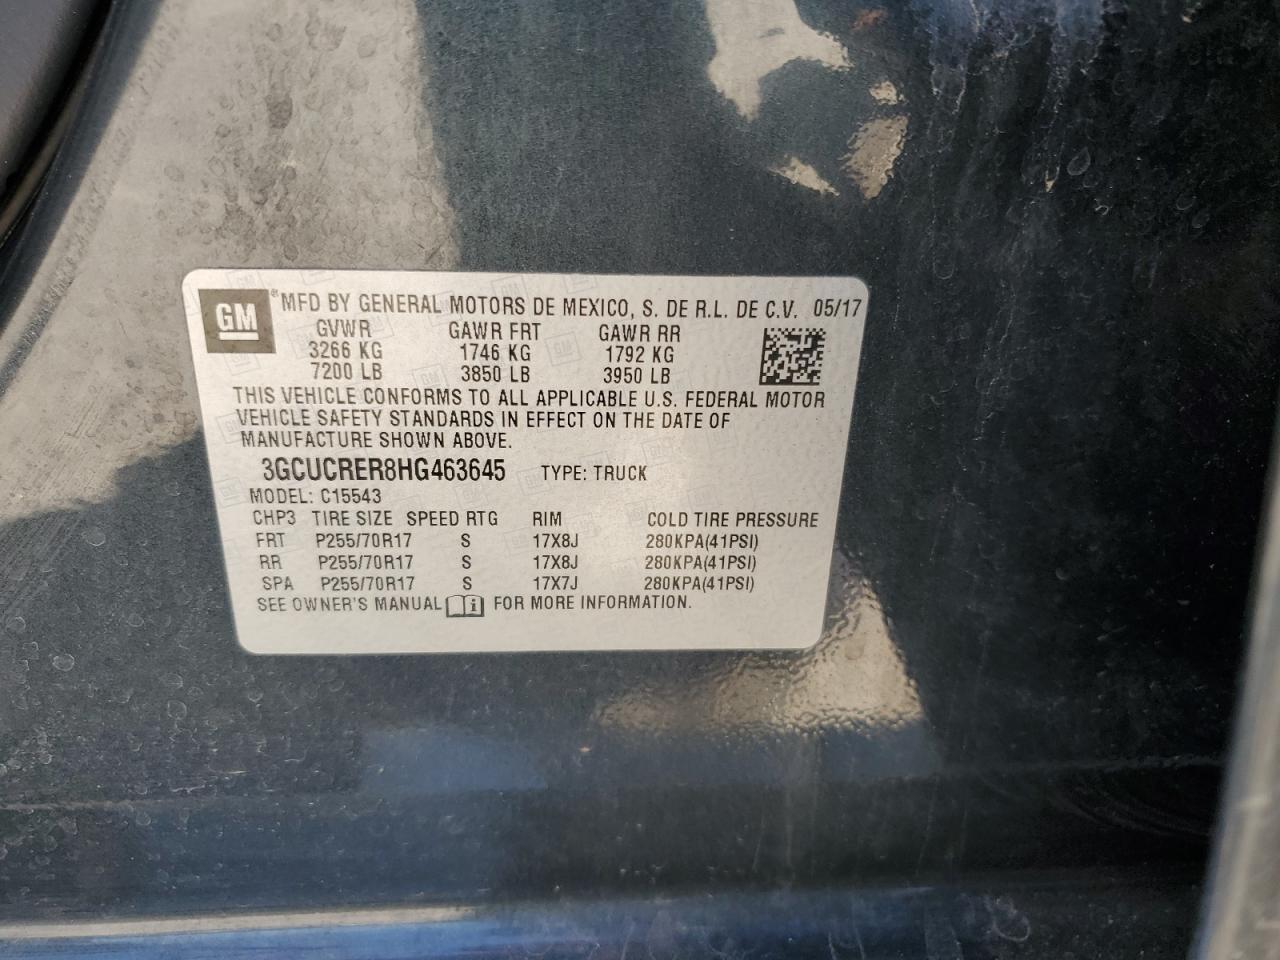 GM ® MFD BY GENERAL MOTORS DE MEXICO, S. DE R.L. DE C.V. 05/17
GVWR GAWR FRT GAWR RR
3266 KG 1746 KG 1792 KG
7200 LB 3850 LB 3950 LB
THIS VEHICLE CONFORMS TO ALL APPLICABLE U.S. FEDERAL MOTOR
VEHICLE SAFETY STANDARDS IN EFFECT ON THE DATE OF
MANUFACTURE SHOWN ABOVE.
3GCUCRER8HG463645 TYPE: TRUCK
MODEL: C15543
CHP3 TIRE SIZE SPEED RTG RIM COLD TIRE PRESSURE
FRT P255/70R17 S 17X8J 280KPA(41PSI)
RR P255/70R17 S 17X8J 280KPA(41PSI)
SPA P255/70R17 S 17X7J 280KPA(41PSI)
SEE OWNER'S MANUAL i FOR MORE INFORMATION.